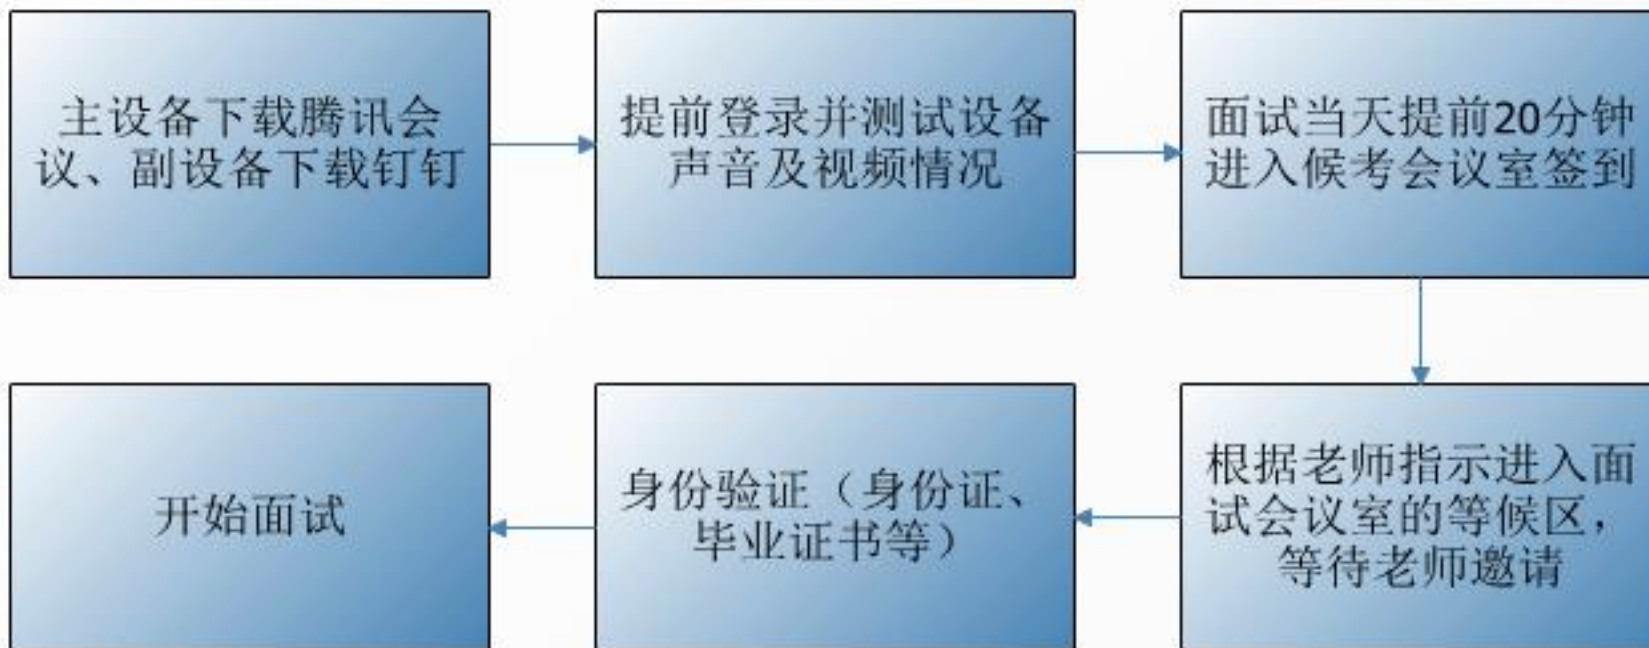 主设备下载腾讯会
议、副设备下载钉钉
提前登录并测试设备
声音及视频情况
面试当天提前20分钟
进入候考会议室签到
根据老师指示进入面
试会议室的等候区，
等待老师邀请
身份验证（身份证、
毕业证书等）
开始面试